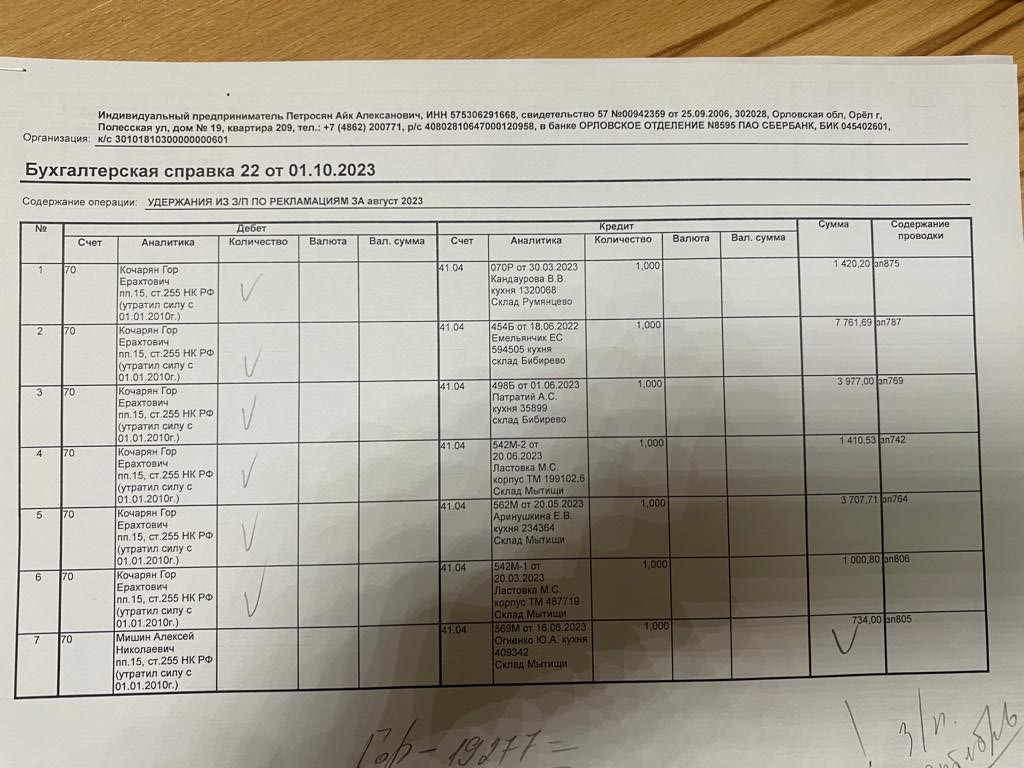 Индивидуальный предприниматель Петросян Айк Алексанович, ИНН 575306291668, свидетельство 57 №00942359 от 25.09.2006, 302028, Орловская обл, Орёл г,
Полесская ул, дом № 19, квартира 209, тел.: +7 (4862) 200771, р/с 40802810647000120958, в банке ОРЛОВСКОЕ ОТДЕЛЕНИЕ N8595 ПАО СБЕРБАНК, БИК 045402601,
Организация: к/с 30101810300000000601
Бухгалтерская справка 22 от 01.10.2023
Содержание операции: УДЕРЖАНИЯ ИЗ З/П ПО РЕКЛАМАЦИЯМ ЗА август 2023
№ Дебет Кредит Сумма Содержание
проводки
Счет Аналитика Количество Валюта Вал. сумма Счет Аналитика Количество Валюта Вал. сумма
1 70 Кочарян Гор 41.04 070Р от 30.03.2023 1,000 1 420,20 зп875
Ерахтович Кандаурова В.В.
пп.15, ст.255 НК РФ кухня 1320068
(утратил силу с Склад Румянцево
01.01.2010г.)
2 70 Кочарян Гор 41.04 454Б от 18.06.2022 1,000 7 761,69 зп787
Ерахтович Емельянчик ЕС
пп.15, ст.255 НК РФ 594505 кухня
(утратил силу с склад Бибирево
01.01.2010г.)
3 70 Кочарян Гор 41.04 498Б от 01.06.2023 1,000 3 977,00 зп769
Ерахтович Патратий А.С.
пп.15, ст.255 НК РФ кухня 35899
(утратил силу с склад Бибирево
01.01.2010г.)
4 70 Кочарян Гор 41.04 542М-2 от 1,000 1 410,53 зп742
Ерахтович 20.06.2023
пп.15, ст.255 НК РФ Ластовка М.С.
(утратил силу с корпус ТМ 199102,6
01.01.2010г.) Склад Мытищи
5 70 Кочарян Гор 41.04 562М от 20.05.2023 1,000 3 707,71 зп764
Ерахтович Аринушкина Е.В.
пп.15, ст.255 НК РФ кухня 234364
(утратил силу с Склад Мытищи
01.01.2010г.)
6 70 Кочарян Гор 41.04 542М-1 от 1,000 1 000,80 зп806
Ерахтович 20.03.2023
пп.15, ст.255 НК РФ Ластовка М.С.
(утратил силу с корпус ТМ 487719
01.01.2010г.) Склад Мытищи
7 70 Мишин Алексей 41.04 569М от 16.06.2023 1,000 734,00 зп805
Николаевич Огиенко Ю.А. кухня
пп.15, ст.255 НК РФ 409342
(утратил силу с Склад Мытищи
01.01.2010г.)
Гор - 19277 = ! З/п.